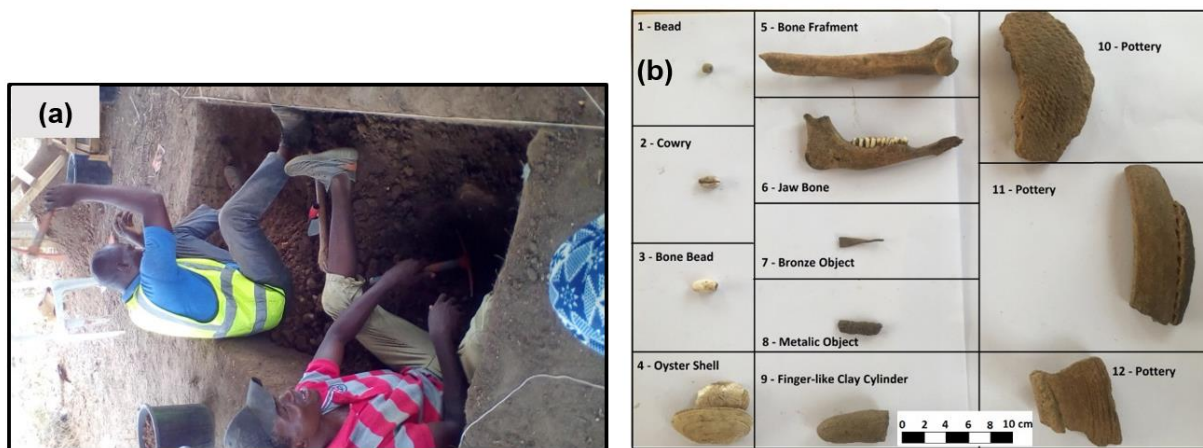 (a)
(b)
1 - Bead
2 - Cowry
3 - Bone Bead
4 - Oyster Shell
5 - Bone Frafment
6 - Jaw Bone
7 - Bronze Object
8 - Metalic Object
9 - Finger-like Clay Cylinder
0 2 4 6 8 10 cm
10 - Pottery
11 - Pottery
12 - Pottery